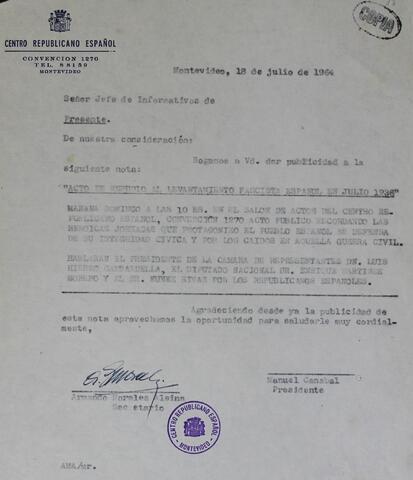 COPIA
CENTRO REPUBLICANO ESPAÑOL
CONVENCION 1270
TEL. 88159
MONTEVIDEO
Montevideo, 18 de julio de 1964
Señor Jefe de Informativos de
Presente.
De nuestra consideración:
Rogamos a Vd. dar publicidad a la
siguiente nota:
"ACTO DE REPUDIO AL LEVANTAMIENTO FASCISTA ESPAÑOL EN JULIO 1936"
MAÑANA DOMINGO A LAS 10 HS. EN EL SALON DE ACTOS DEL CENTRO RE-
PUBLICANO ESPAÑOL, CONVENCION 1270 ACTO PUBLICO RECORDANDO LAS
HEROICAS JORNADAS QUE PROTAGONIZO EL PUEBLO ESPAÑOL EN DEFENSA
DE SU INTEGRIDAD CIVICA Y POR LOS CAIDOS EN AQUELLA GUERRA CIVIL.
HABLARAN EL PRESIDENTE DE LA CAMARA DE REPRESENTANTES DR. LUIS
HIERRO GAMBARDELLA, EL DIPUTADO NACIONAL DR. ENRIQUE MARTINEZ
MORENO Y EL SR. NUÑEZ RIVAS POR LOS REPUBLICANOS ESPAÑOLES.
Agradeciendo desde ya la publicidad de
esta nota aprovechamos la oportunidad para saludarle muy cordial-
mente,
Armando Morales Alsina
Secretario
Manuel Canabal
Presidente
CENTRO REPUBLICANO ESPAÑOL
MONTEVIDEO
AMA/mr.